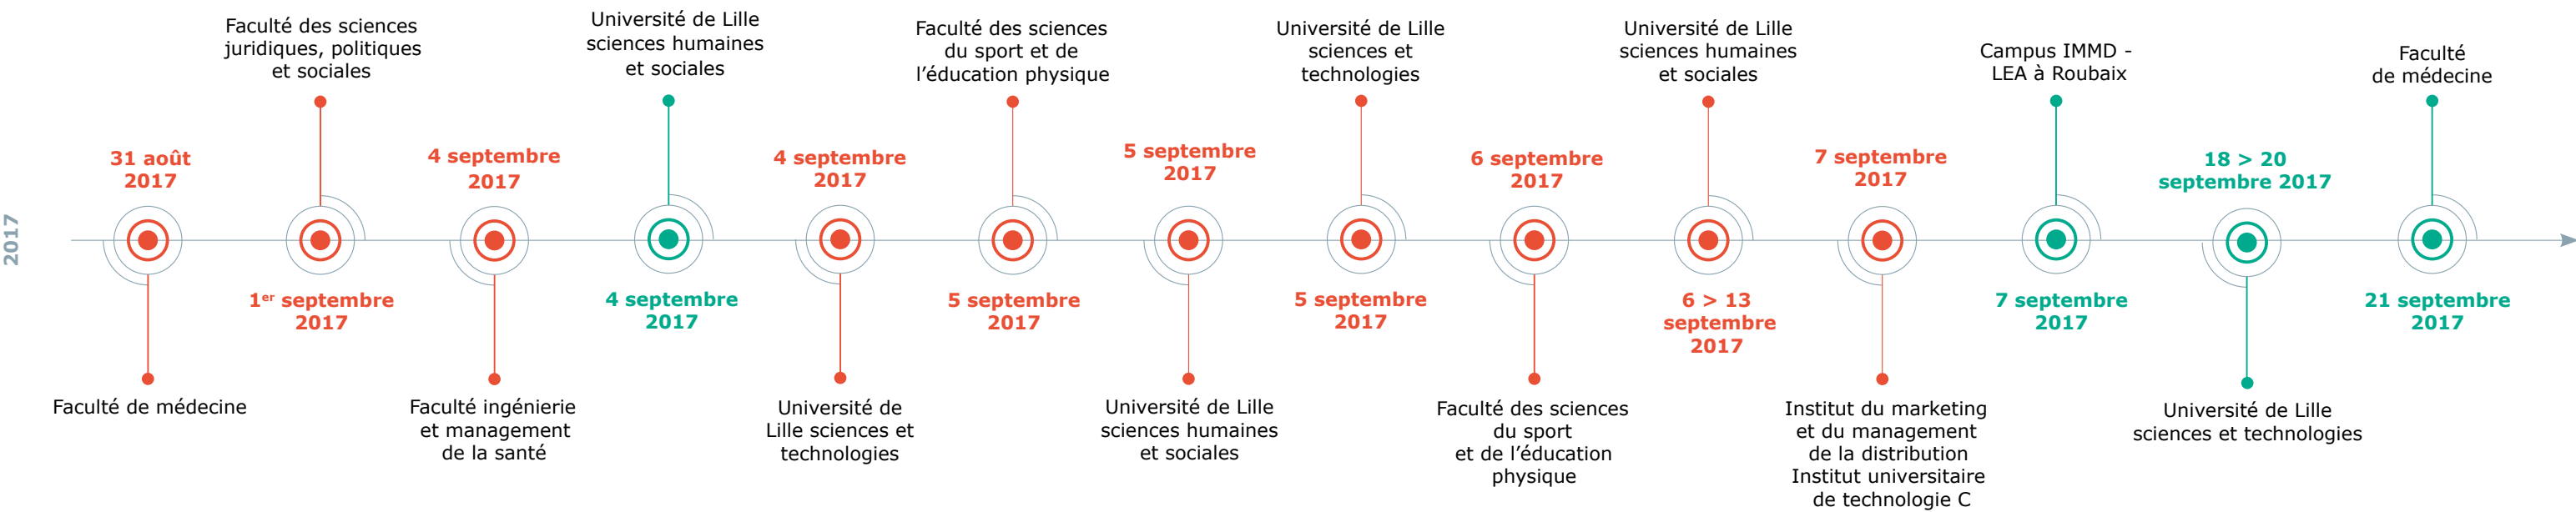 2017
31 août
2017
Faculté de médecine
Faculté des sciences
juridiques, politiques
et sociales
1er septembre
2017
4 septembre
2017
Faculté ingénierie
et management
de la santé
Université de Lille
sciences humaines
et sociales
4 septembre
2017
4 septembre
2017
Université de
Lille sciences et
technologies
Faculté des sciences
du sport et de
l’éducation physique
5 septembre
2017
5 septembre
2017
Université de Lille
sciences humaines
et sociales
Université de Lille
sciences et
technologies
5 septembre
2017
6 septembre
2017
Faculté des sciences
du sport
et de l’éducation
physique
Université de Lille
sciences humaines
et sociales
6 > 13
septembre
2017
7 septembre
2017
Institut du marketing
et du management
de la distribution
Institut universitaire
de technologie C
Campus IMMD -
LEA à Roubaix
7 septembre
2017
18 > 20
septembre 2017
Université de Lille
sciences et technologies
Faculté
de médecine
21 septembre
2017